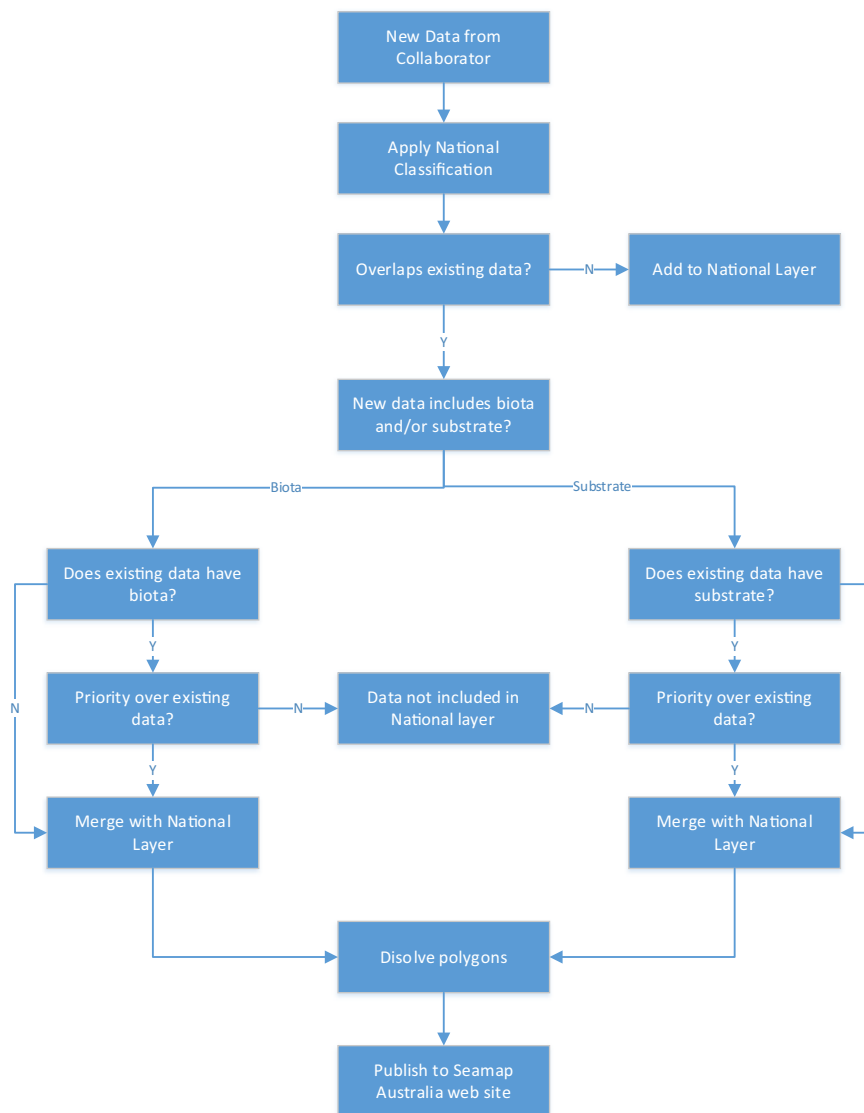 New Data from
Collaborator
Apply National
Classification
Overlaps existing data?
N
Add to National Layer
Y
New data includes biota
and/or substrate?
Biota
Substrate
Does existing data have
biota?
Does existing data have
substrate?
Y
Y
N
Priority over existing
data?
N
Data not included in
National layer
N
Priority over existing
data?
Y
Y
Merge with National
Layer
Merge with National
Layer
Disolve polygons
Publish to Seamap
Australia web site